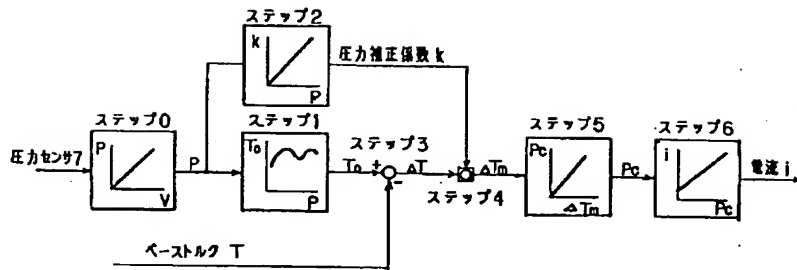 ステップ2
k
P
圧力補正係数 k
ステップ0
ステップ1
ステップ3
ステップ5
ステップ6
圧力センサ7
P
V
P
To
P
To
+
-
ΔT
ステップ4
ΔTm
Pc
ΔTm
Pc
i
Pc
電流 i
ベーストルク T